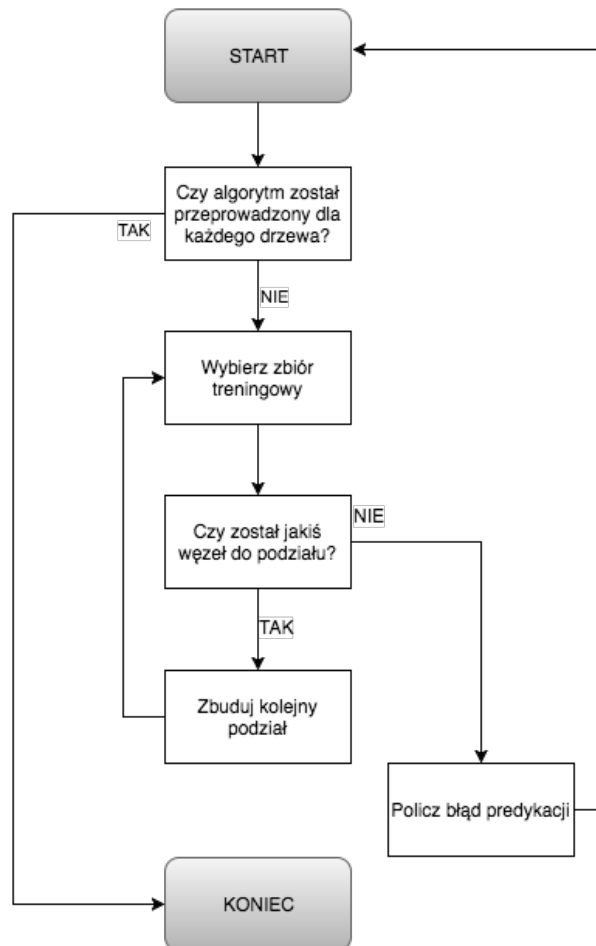 START
Czy algorytm został
przeprowadzony dla
każdego drzewa?
TAK
NIE
Wybierz zbiór
treningowy
Czy został jakiś
węzeł do podziału?
NIE
TAK
Zbuduj kolejny
podział
Policz błąd predykacji
KONIEC